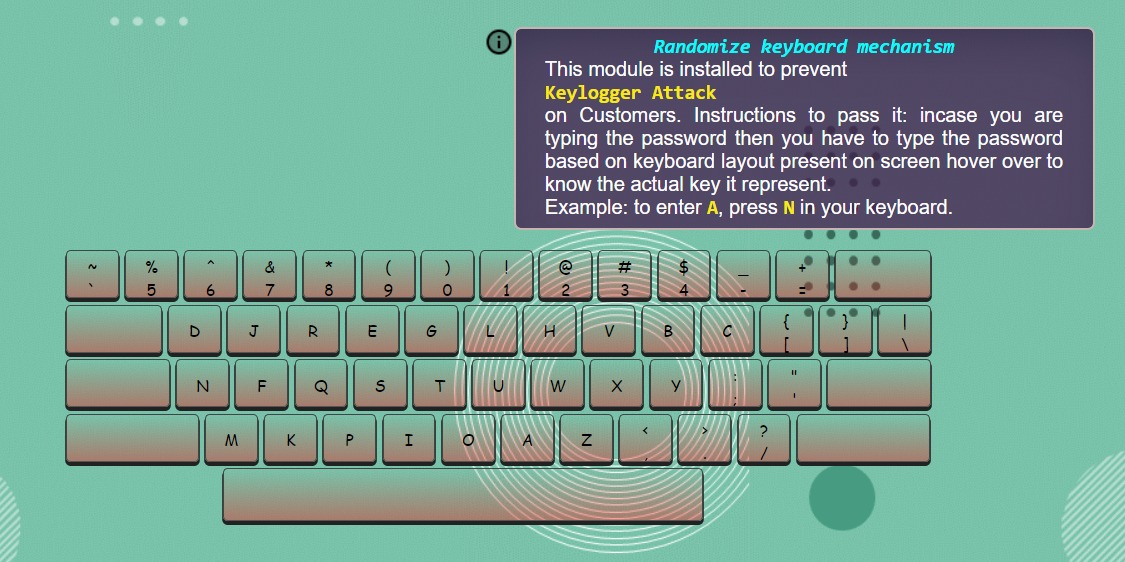 Randomize keyboard mechanism
This module is installed to prevent
Keylogger Attack
on Customers. Instructions to pass it: incase you are
typing the password then you have to type the password
based on keyboard layout present on screen hover over to
know the actual key it represent.
Example: to enter A, press N in your keyboard.
~ % ^ & * ( ) ! @ # $ _ +
` 5 6 7 8 9 0 1 2 3 4 - =
D J R E G L H V B C { } |
[ ] \
N F Q S T U W X Y : "
; '
M K P I O A Z < > ?
, . /